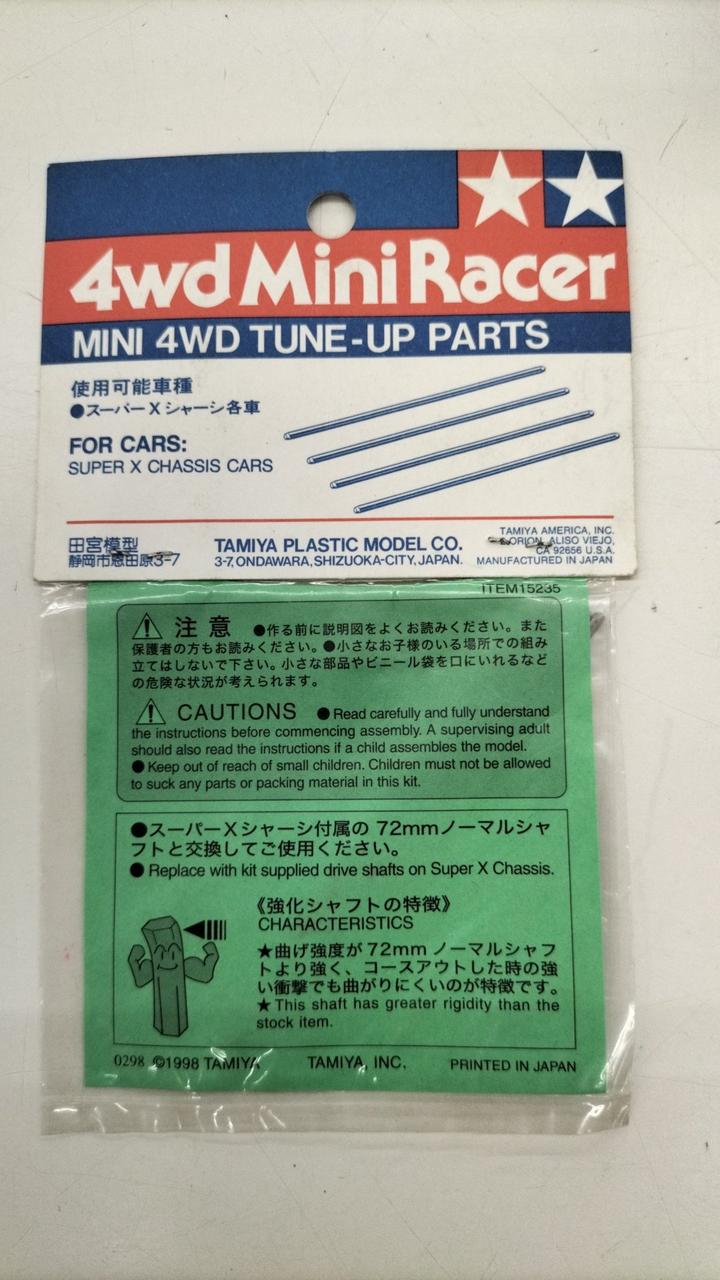 4wd Mini Racer
MINI 4WD TUNE-UP PARTS
使用可能車種
●スーパーXシャーシ各車
FOR CARS:
SUPER X CHASSIS CARS
田宮模型
静岡市恩田原3-7
TAMIYA PLASTIC MODEL CO.
3-7, ONDAWARA, SHIZUOKA-CITY, JAPAN.
TAMIYA AMERICA, INC.
ORION, ALISO VIEJO,
CA 92656 U.S.A.
MANUFACTURED IN JAPAN
ITEM15235
注意 ●作る前に説明図をよくお読みください。また
保護者の方もお読みください。●小さなお子様のいる場所での組み
立てはしないで下さい。小さな部品やビニール袋を口にいれるなど
の危険な状況が考えられます。
CAUTIONS ● Read carefully and fully understand
the instructions before commencing assembly. A supervising adult
should also read the instructions if a child assembles the model.
● Keep out of reach of small children. Children must not be allowed
to suck any parts or packing material in this kit.
●スーパーXシャーシ付属の 72mmノーマルシャ
フトと交換してご使用ください。
● Replace with kit supplied drive shafts on Super X Chassis.
《強化シャフトの特徴》
CHARACTERISTICS
★曲げ強度が 72mm ノーマルシャフ
トより強く、コースアウトした時の強
い衝撃でも曲がりにくいのが特徴です。
★This shaft has greater rigidity than the
stock item.
0298 ©1998 TAMIYA TAMIYA, INC. PRINTED IN JAPAN